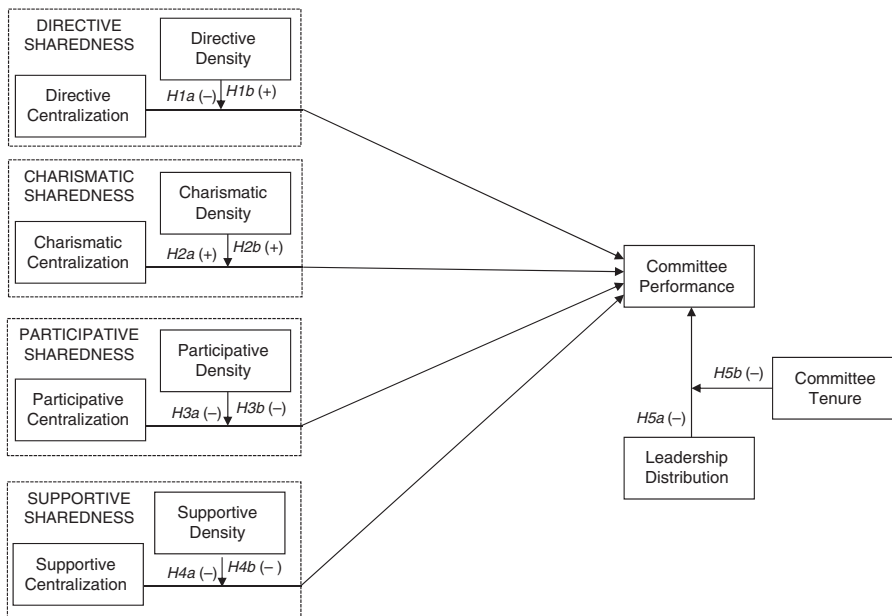 DIRECTIVE
SHAREDNESS
Directive
Density
H1a (–)
H1b (+)
Directive
Centralization
CHARISMATIC
SHAREDNESS
Charismatic
Density
H2a (+)
H2b (+)
Charismatic
Centralization
PARTICIPATIVE
SHAREDNESS
Participative
Density
H3a (–)
H3b (–)
Participative
Centralization
SUPPORTIVE
SHAREDNESS
Supportive
Density
H4a (–)
H4b (– )
Supportive
Centralization
Committee
Performance
H5b (–)
Committee
Tenure
H5a (–)
Leadership
Distribution